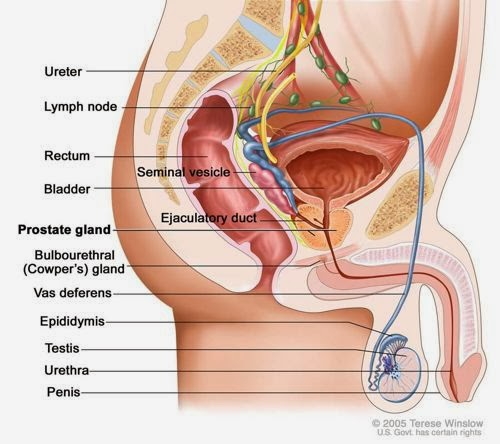 Ureter
Lymph node
Rectum
Seminal vesicle
Bladder
Ejaculatory duct
Prostate gland
Bulbourethral
(Cowper's) gland
Vas deferens
Epididymis
Testis
Urethra
Penis
© 2005 Terese Winslow
U.S. Govt. has certain rights